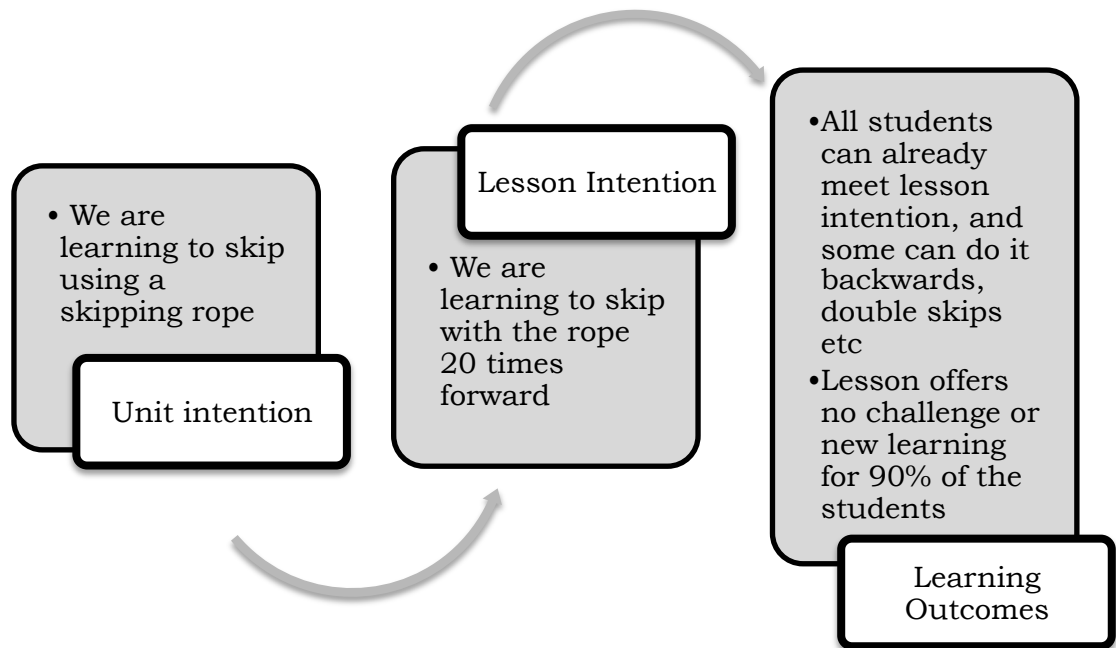 • We are
learning to skip
using a
skipping rope
Unit intention
Lesson Intention
• We are
learning to skip
with the rope
20 times
forward
•All students
can already
meet lesson
intention, and
some can do it
backwards,
double skips
etc
•Lesson offers
no challenge or
new learning
for 90% of the
students
Learning
Outcomes